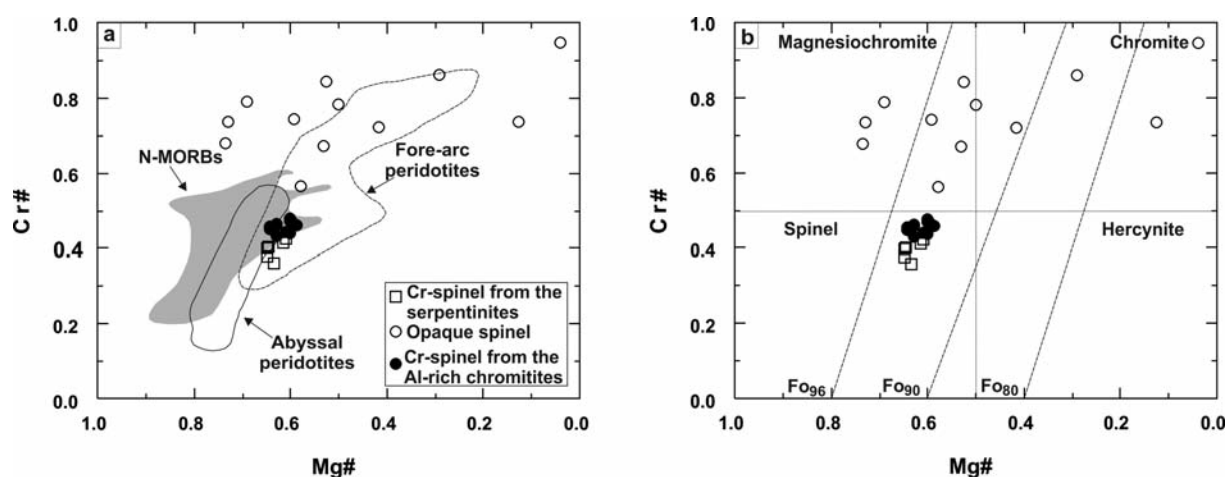 a
N-MORBs
Fore-arc
peridotites
Abyssal
peridotites
Cr-spinel from the
serpentinites
Opaque spinel
Cr-spinel from the
Al-rich chromitites
Cr#
1.0
0.8
0.6
0.4
0.2
0.0
1.0 0.8 0.6 0.4 0.2 0.0
Mg#
b
Magnesiochromite
Chromite
Spinel
Hercynite
Fo96
Fo90
Fo80
Cr#
1.0
0.8
0.6
0.4
0.2
0.0
1.0 0.8 0.6 0.4 0.2 0.0
Mg#